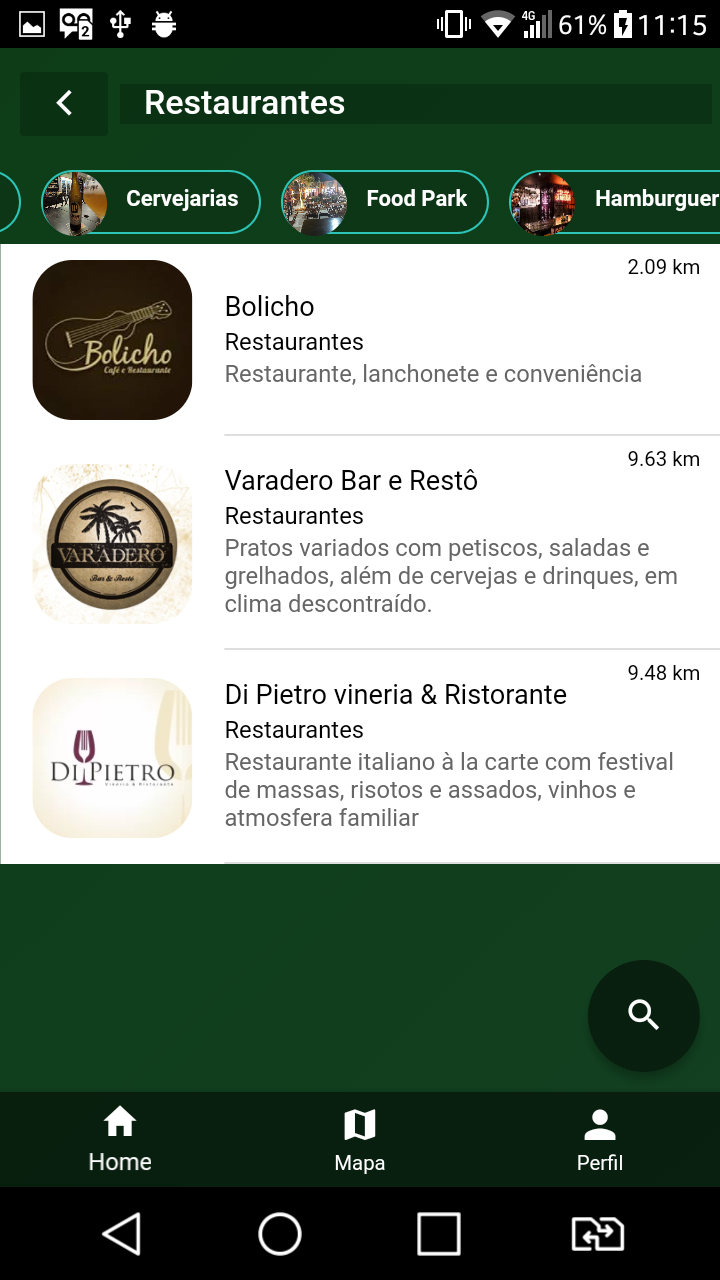 4G 61% 11:15
2
Restaurantes
Cervejarias
Food Park
Hamburguer
2.09 km
Bolicho
Café e Restaurante
Bolicho
Restaurantes
Restaurante, lanchonete e conveniência
9.63 km
VARADERO
Bar & Restô
Varadero Bar e Restô
Restaurantes
Pratos variados com petiscos, saladas e
grelhados, além de cervejas e drinques, em
clima descontraído.
9.48 km
DI PIETRO
Vineria & Ristorante
Di Pietro vineria & Ristorante
Restaurantes
Restaurante italiano à la carte com festival
de massas, risotos e assados, vinhos e
atmosfera familiar
Home
Mapa
Perfil